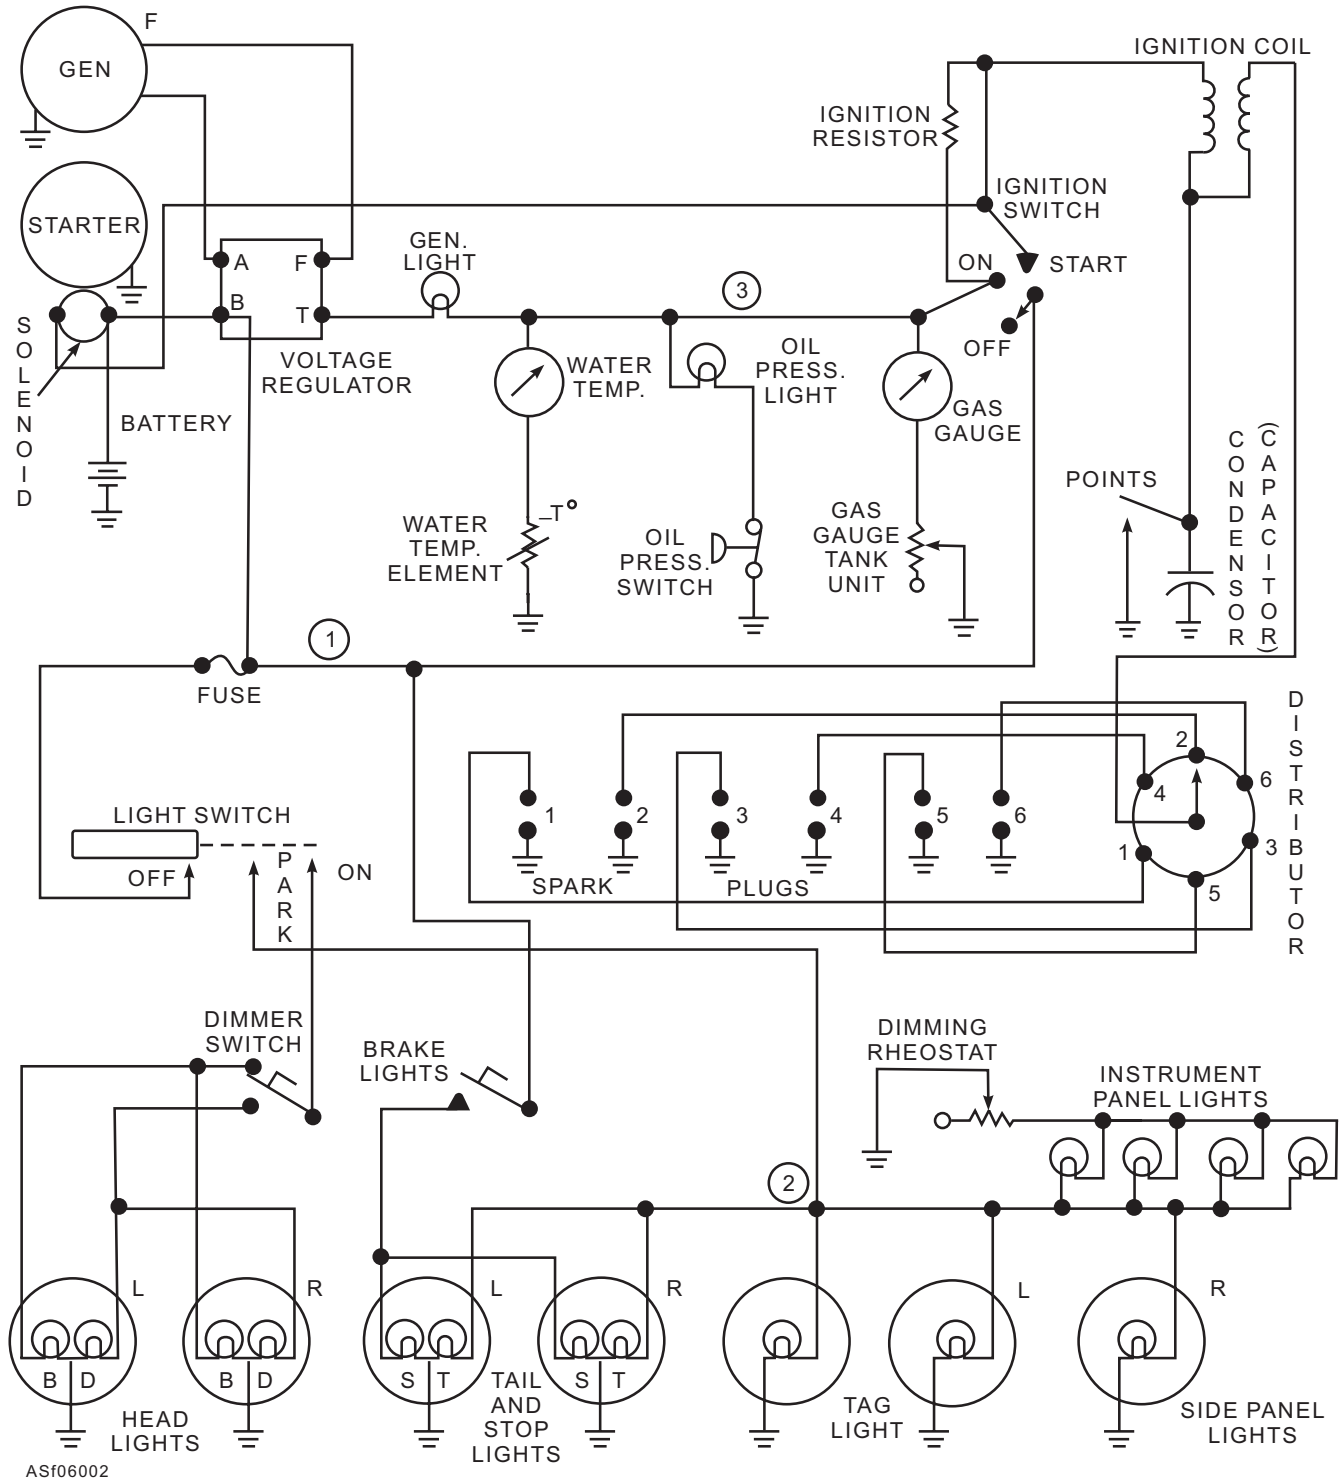 F
GEN
STARTER
SOLENOID
BATTERY
A
F
B
T
VOLTAGE
REGULATOR
GEN.
LIGHT
3
WATER
TEMP.
WATER
TEMP.
ELEMENT
–T°
OIL
PRESS.
LIGHT
OIL
PRESS.
SWITCH
GAS
GAUGE
GAS
GAUGE
TANK
UNIT
IGNITION
RESISTOR
IGNITION
SWITCH
ON
START
OFF
IGNITION COIL
POINTS
CONDENSOR
(CAPACITOR)
1
FUSE
LIGHT SWITCH
OFF
PARK
ON
1
2
3
4
5
6
SPARK
PLUGS
2
6
4
1
3
5
DISTRIBUTOR
DIMMER
SWITCH
BRAKE
LIGHTS
DIMMING
RHEOSTAT
INSTRUMENT
PANEL LIGHTS
2
L
R
L
R
L
R
B D
B D
S T
S T
HEAD
LIGHTS
TAIL
AND
STOP
LIGHTS
TAG
LIGHT
SIDE PANEL
LIGHTS
ASf06002